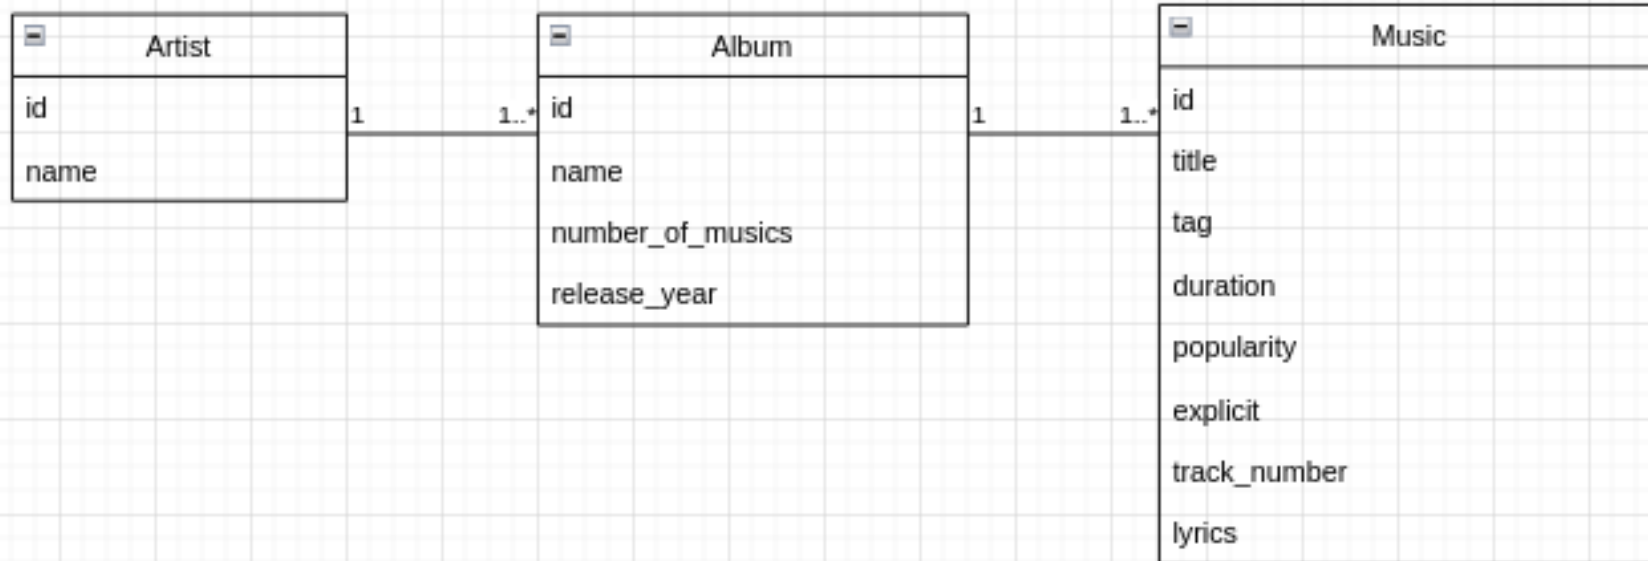 Artist
id
name
1
1..*
Album
id
name
number_of_musics
release_year
1
1..*
Music
id
title
tag
duration
popularity
explicit
track_number
lyrics